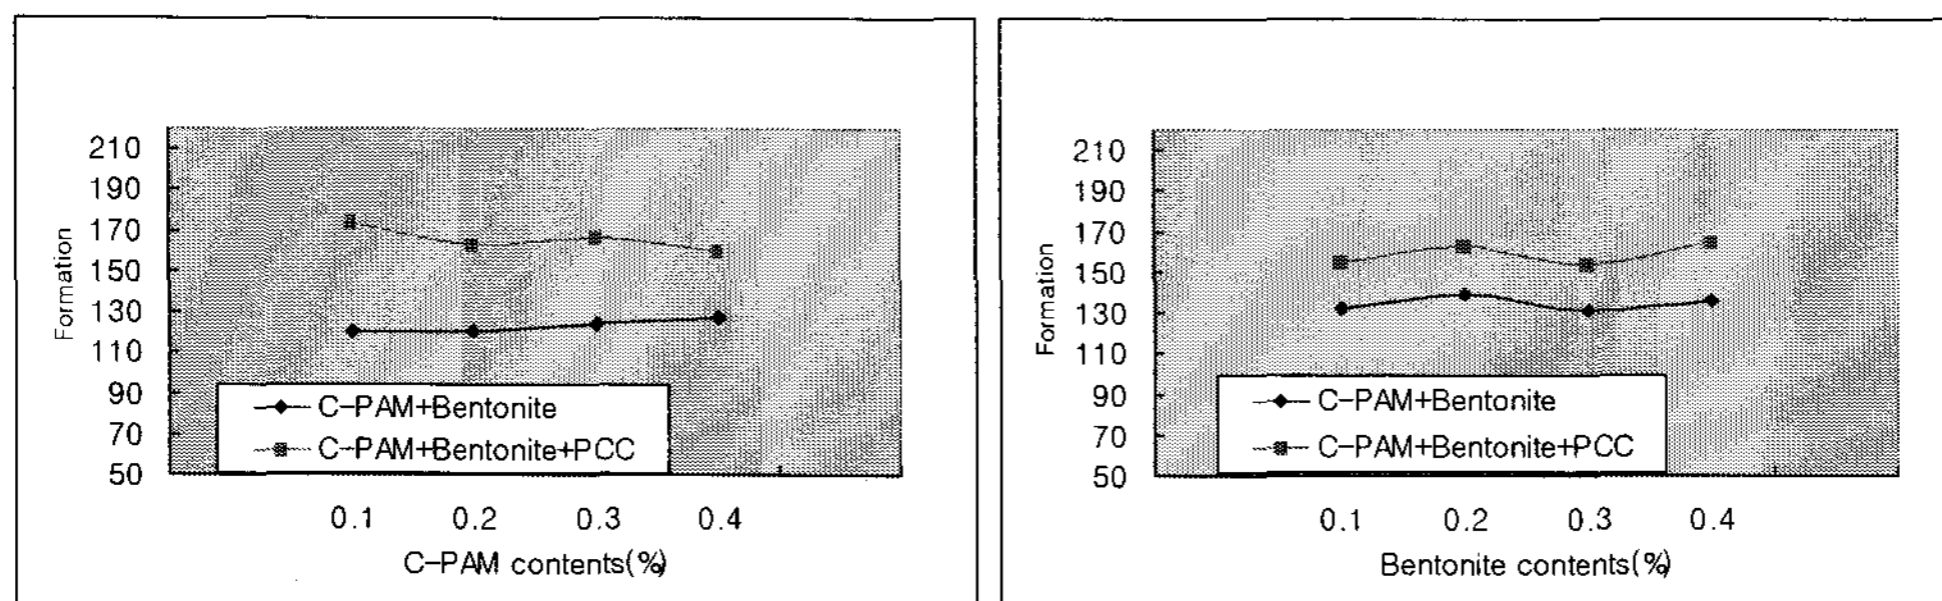 210
190
170
150
130
110
90
70
50
Formation
C-PAM+Bentonite
C-PAM+Bentonite+PCC
0.1 0.2 0.3 0.4
C-PAM contents(%)
210
190
170
150
130
110
90
70
50
Formation
C-PAM+Bentonite
C-PAM+Bentonite+PCC
0.1 0.2 0.3 0.4
Bentonite contents(%)